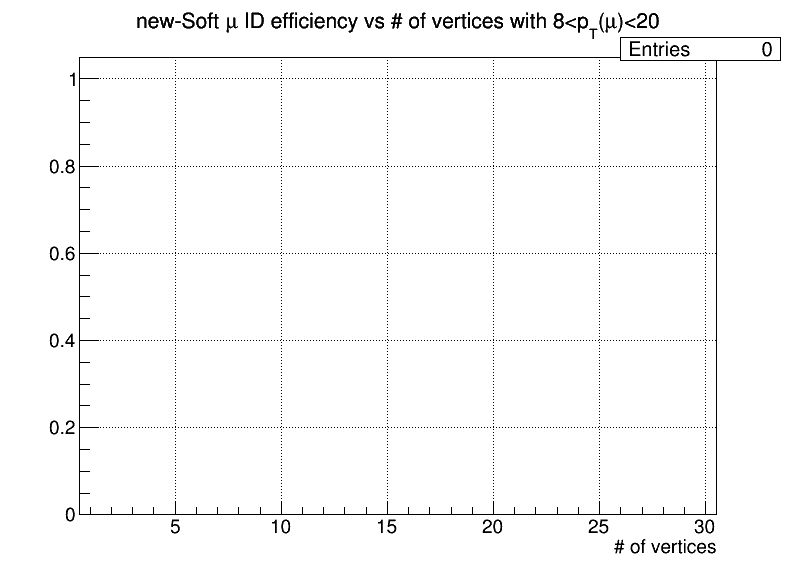 new-Soft μ ID efficiency vs # of vertices with 8<p_T(μ)<20
Entries 0
1
0.8
0.6
0.4
0.2
0
5 10 15 20 25 30
# of vertices